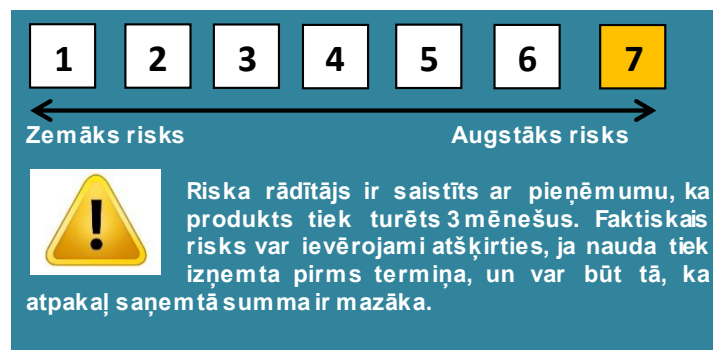 1 2 3 4 5 6 7
Zemāks risks Augstāks risks
Riska rādītājs ir saistīts ar pieņēmumu, ka
produkts tiek turēts 3 mēnešus. Faktiskais
risks var ievērojami atšķirties, ja nauda tiek
izņemta pirms termiņa, un var būt tā, ka
atpakaļ saņemtā summa ir mazāka.